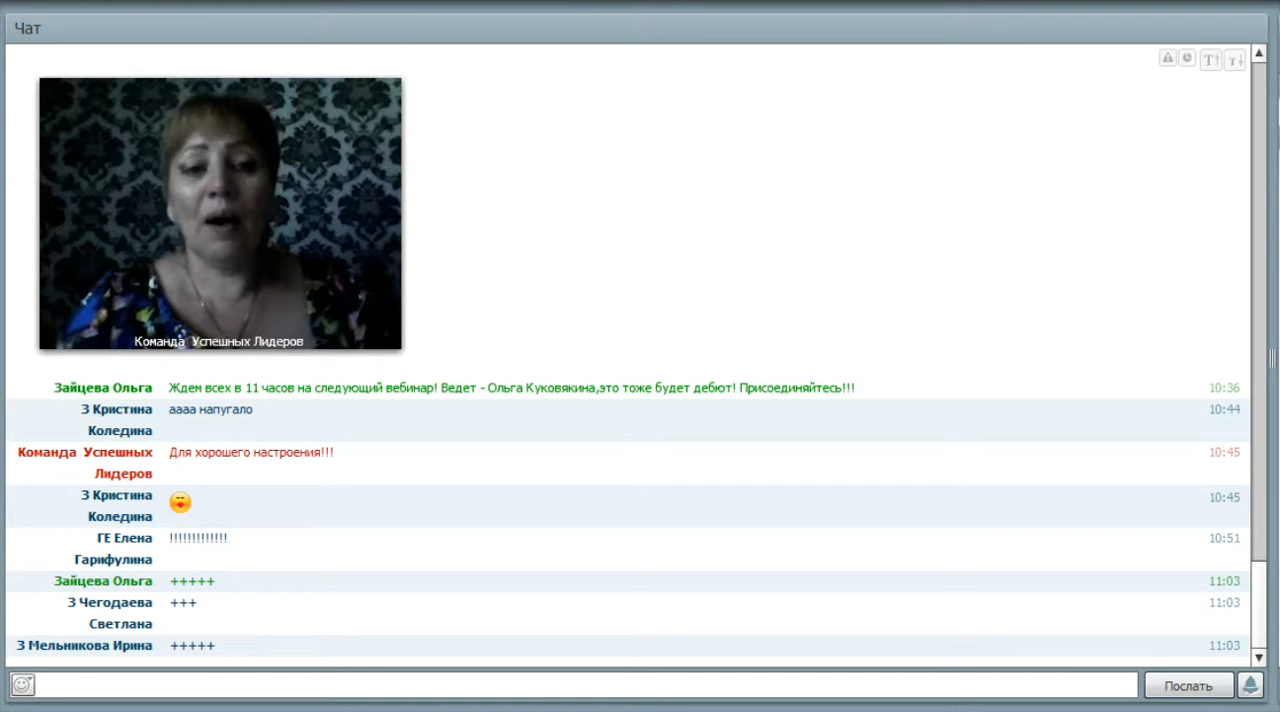 Чат
Команда Успешных Лидеров
Зайцева Ольга Ждем всех в 11 часов на следующий вебинар! Ведет - Ольга Куковякина,это тоже будет дебют! Присоединяйтесь!!! 10:36
З Кристина аааа напугало 10:44
Коледина
Команда Успешных Для хорошего настроения!!! 10:45
Лидеров
З Кристина 10:45
Коледина
ГЕ Елена !!!!!!!!!!!!! 10:51
Гарифулина
Зайцева Ольга +++++ 11:03
З Чегодаева +++ 11:03
Светлана
З Мельникова Ирина +++++ 11:03
Послать